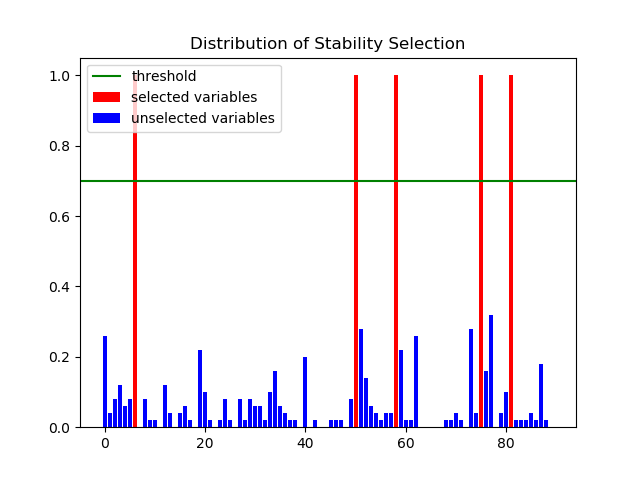 Distribution of Stability Selection
threshold
selected variables
unselected variables
1.0
0.8
0.6
0.4
0.2
0.0
0 20 40 60 80